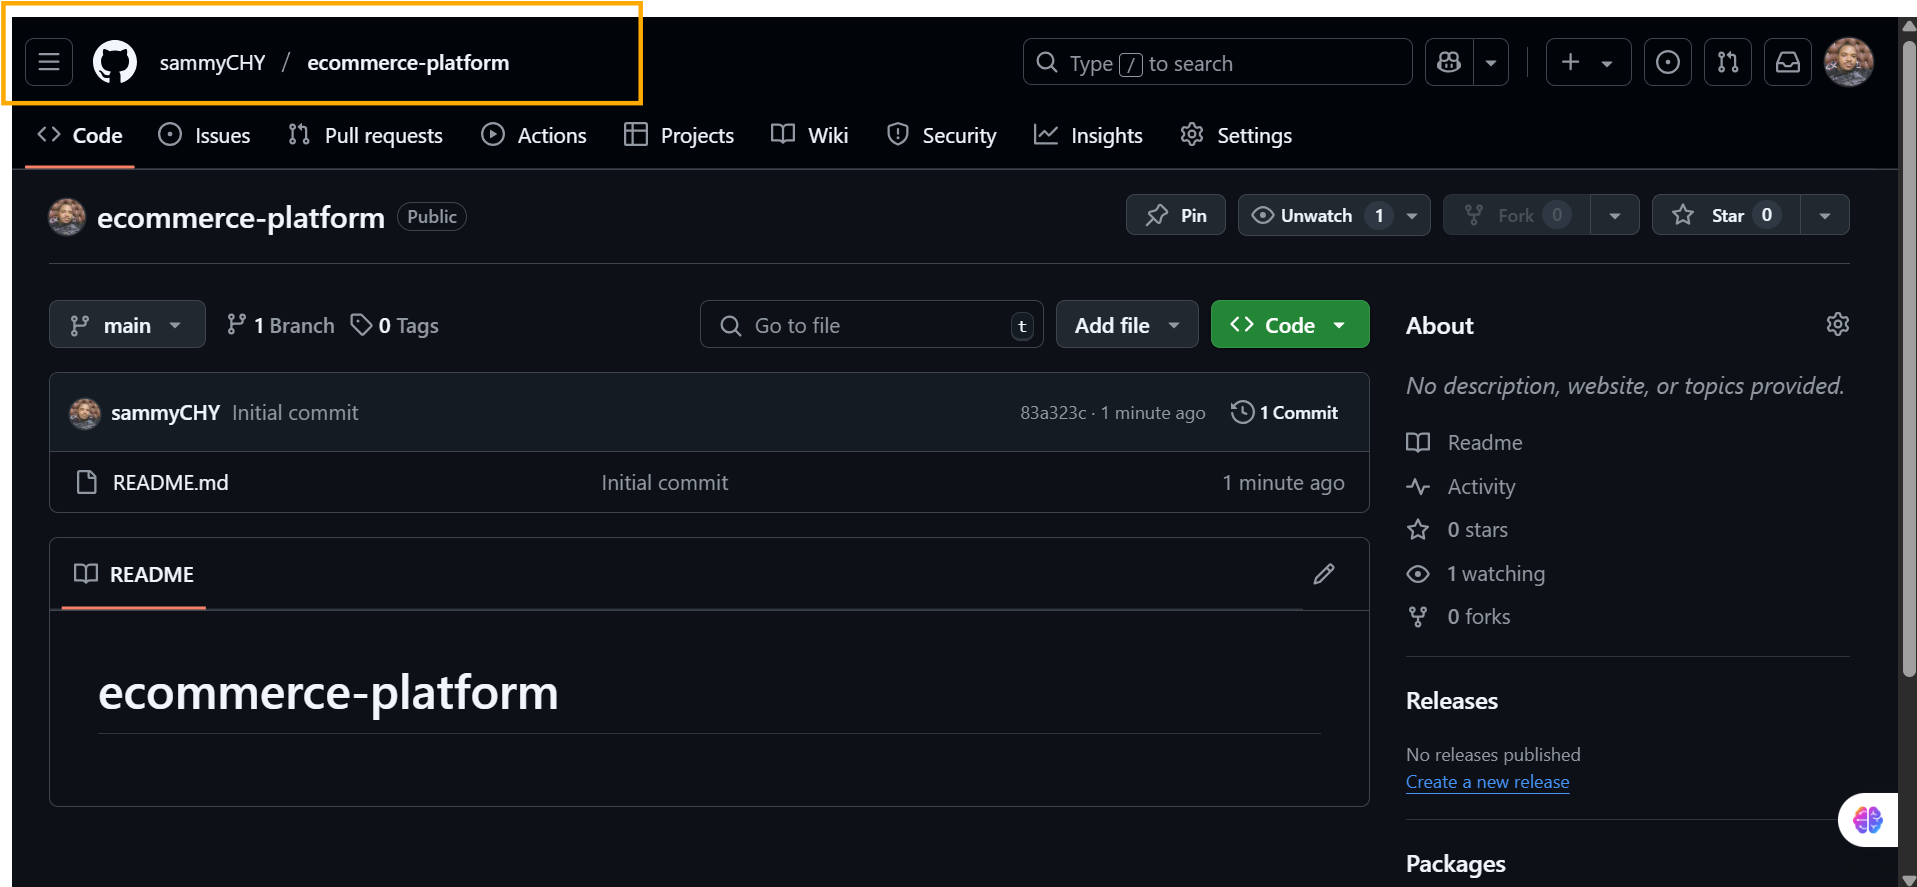 sammyCHY / ecommerce-platform
Type / to search
Code Issues Pull requests Actions Projects Wiki Security Insights Settings
ecommerce-platform Public
Pin Unwatch 1 Fork 0 Star 0
main 1 Branch 0 Tags Go to file t Add file Code
sammyCHY Initial commit 83a323c · 1 minute ago 1 Commit
README.md Initial commit 1 minute ago
README
ecommerce-platform
About
No description, website, or topics provided.
Readme
Activity
0 stars
1 watching
0 forks
Releases
No releases published
Create a new release
Packages